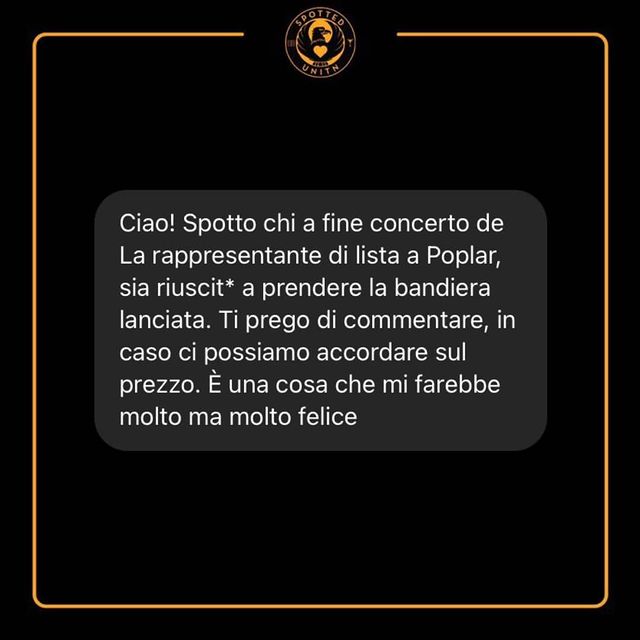 SPOTTED
UNITN
Ciao! Spotto chi a fine concerto de
La rappresentante di lista a Poplar,
sia riuscit* a prendere la bandiera
lanciata. Ti prego di commentare, in
caso ci possiamo accordare sul
prezzo. È una cosa che mi farebbe
molto ma molto felice